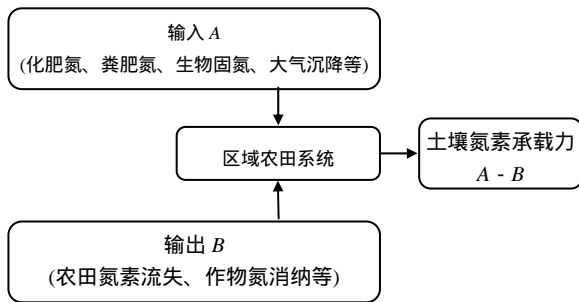 输入 A
(化肥氮、粪肥氮、生物固氮、大气沉降等)
区域农田系统
土壤氮素承载力
A - B
输出 B
(农田氮素流失、作物氮消纳等)